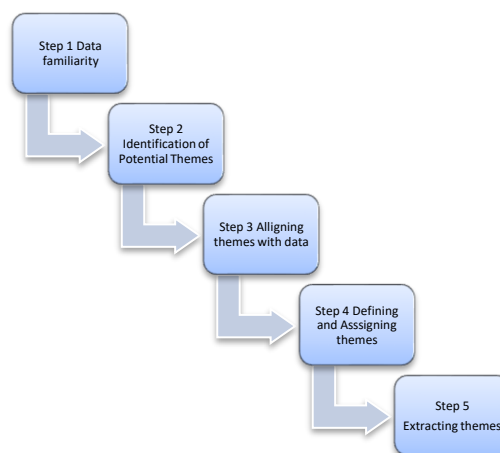 Step 1 Data
familiarity
Step 2
Identification of
Potential Themes
Step 3 Alligning
themes with data
Step 4 Defining
and Asssigning
themes
Step 5
Extracting themes